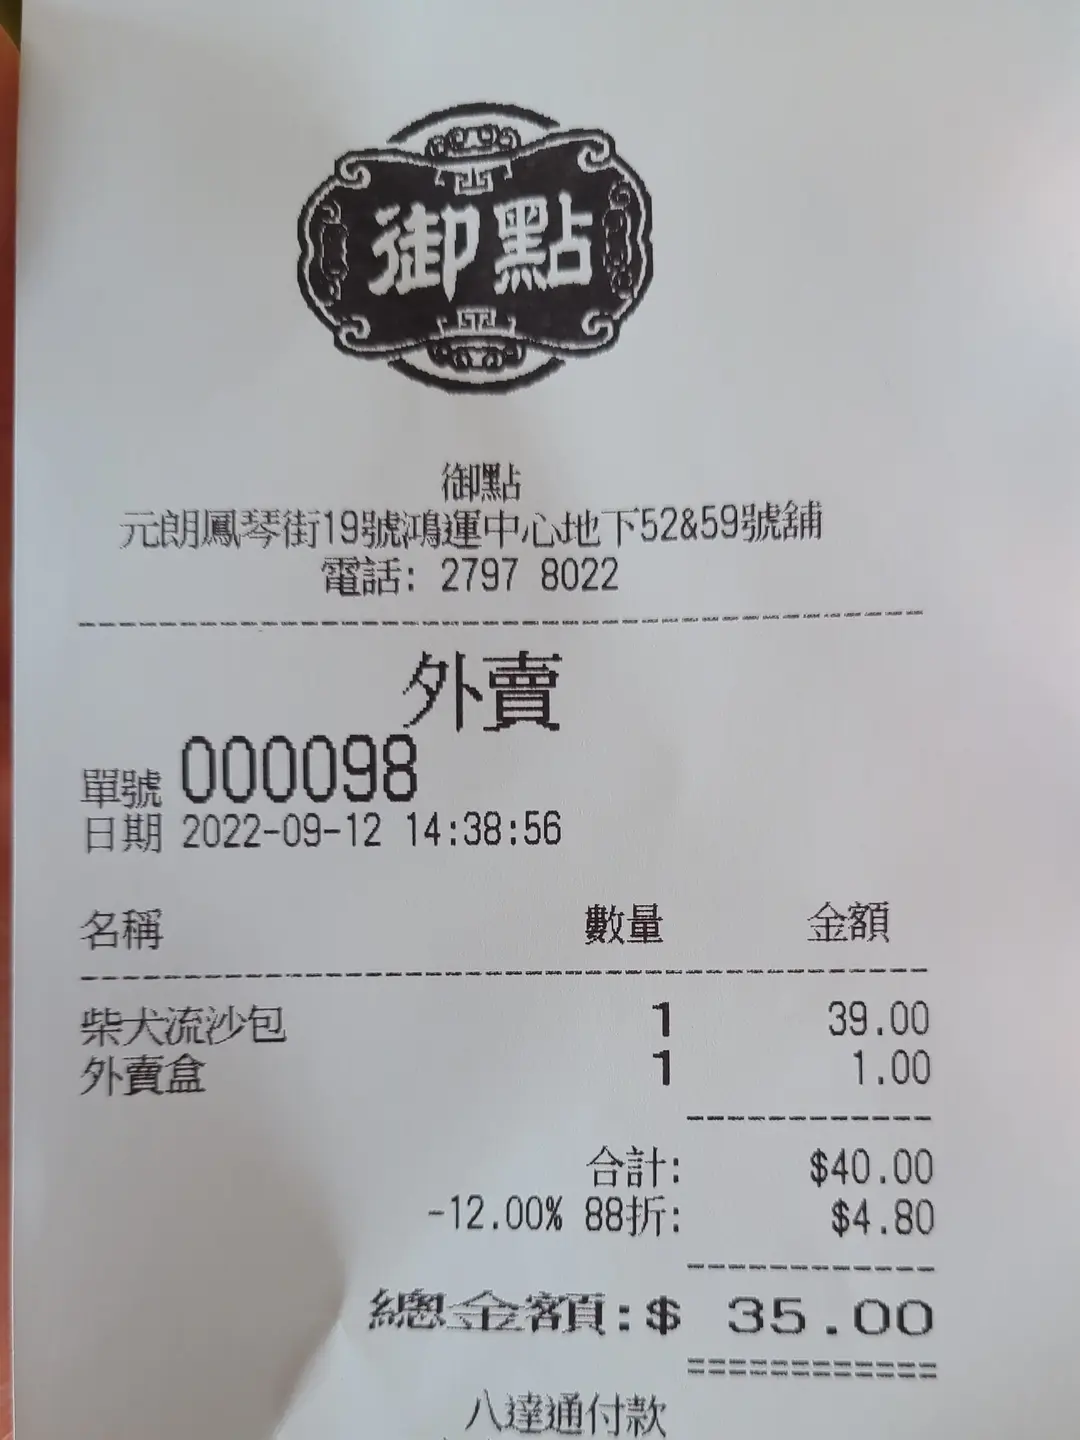 御點
御嘿點
元朗鳳琴街19號鴻運中心地下52&59號舖
電話: 2797 8022
外賣
單號 000098
日期 2022-09-12 14:38:56
名稱 數量 金額
柴犬流沙包 1 39.00
外賣盒 1 1.00
合計: $40.00
-12.00% 88折: $4.80
總金額:$ 35.00
八達通付款